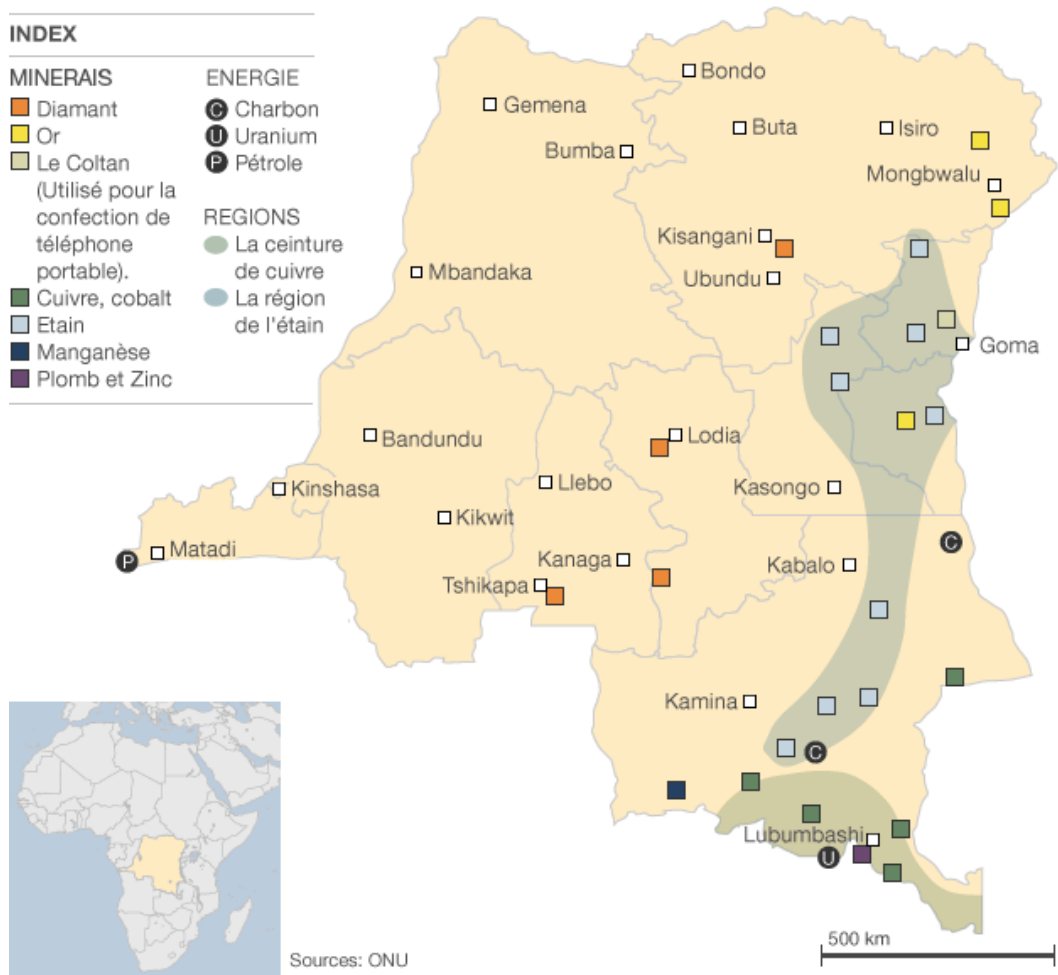 INDEX
MINERAIS
Diamant
Or
Le Coltan
(Utilisé pour la
confection de
téléphone
portable).
Cuivre, cobalt
Etain
Manganèse
Plomb et Zinc
ENERGIE
C Charbon
U Uranium
P Pétrole
REGIONS
La ceinture
de cuivre
La région
de l'étain
Bondo
Gemena
Buta
Isiro
Bumba
Mongbwalu
Kisangani
Mbandaka
Ubundu
Goma
Bandundu
Lodia
Kinshasa
Llebo
Kasongo
Kikwit
C
Matadi
P
Kanaga
Kabalo
Tshikapa
Kamina
C
Lubumbashi
U
500 km
Sources: ONU